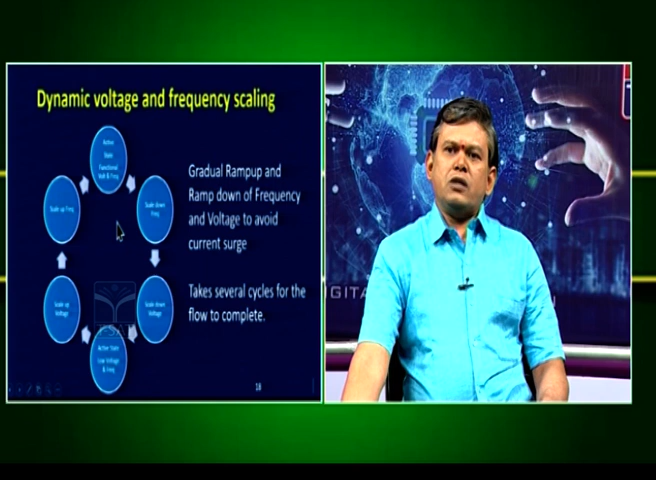 Dynamic voltage and frequency scaling
Active
State
Functional
Volt & Freq
Scale down
Freq
Scale down
Voltage
Active State
Low Voltage
& Freq
Scale up
Voltage
Scale up Freq
Gradual Rampup and
Ramp down of Frequency
and Voltage to avoid
current surge
Takes several cycles for the
flow to complete.
18